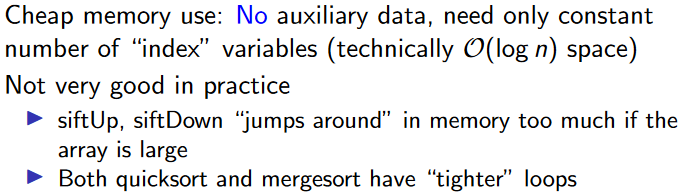 Cheap memory use: No auxiliary data, need only constant
number of “index” variables (technically O(log n) space)
Not very good in practice
▶ siftUp, siftDown “jumps around” in memory too much if the
array is large
▶ Both quicksort and mergesort have “tighter” loops